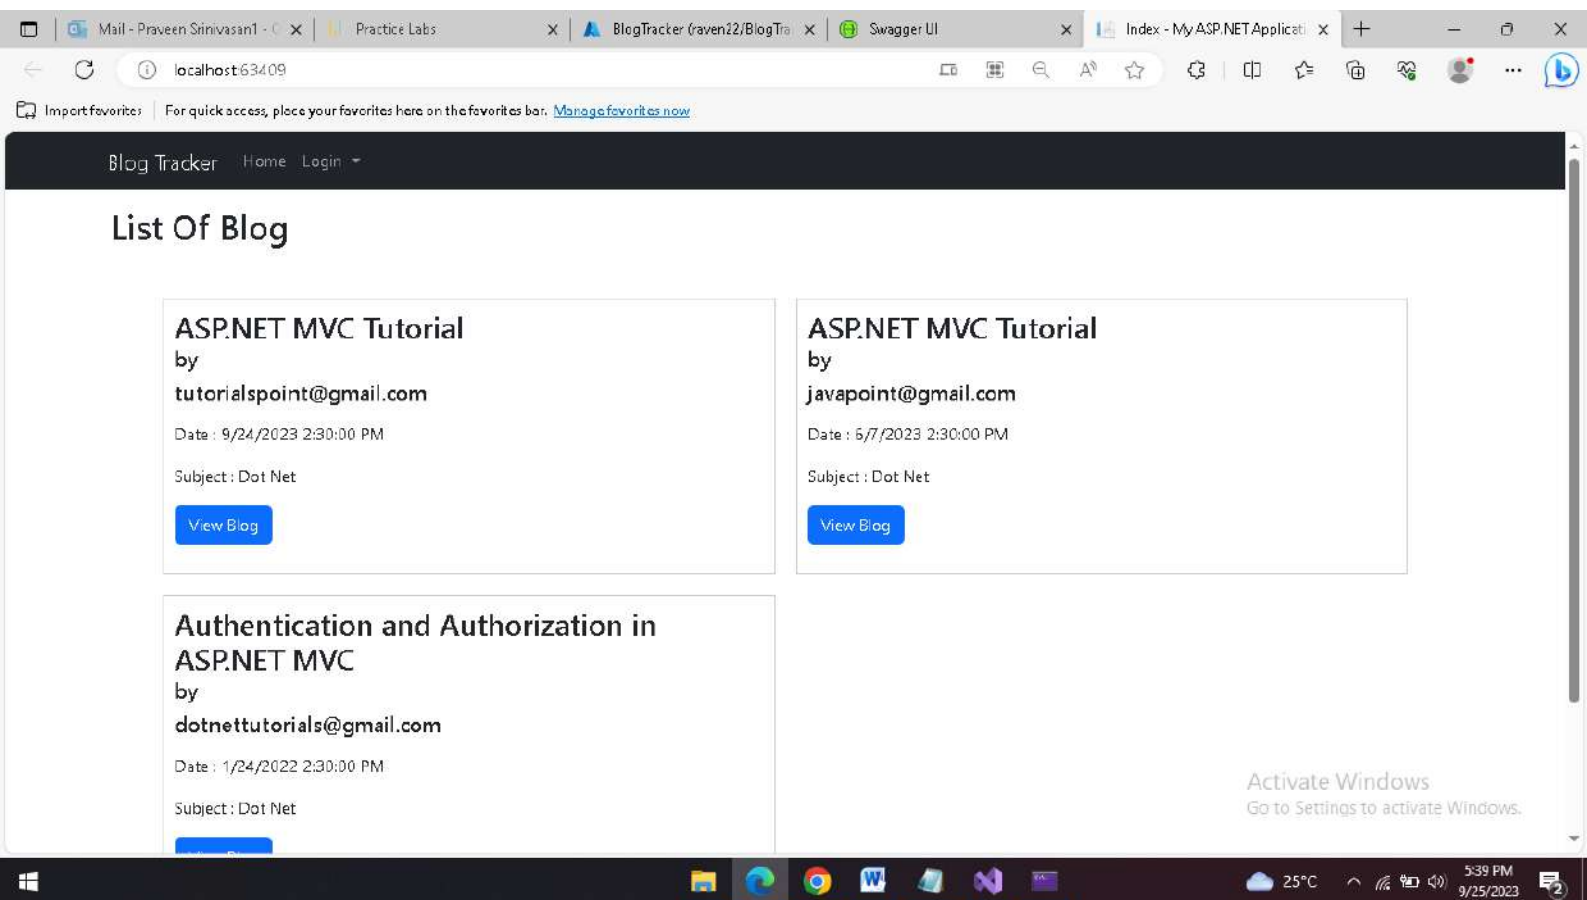 Mail - Praveen Srinivasan1 - O
Practice Labs
BlogTracker (raven22/BlogTra
Swagger UI
Index - My ASP.NET Applicati
localhost:63409
Import favorites
For quick access, place your favorites here on the favorites bar. Manage favorites now
Blog Tracker
Home
Login
List Of Blog
ASP.NET MVC Tutorial
by
tutorialspoint@gmail.com
Date : 9/24/2023 2:30:00 PM
Subject : Dot Net
View Blog
ASP.NET MVC Tutorial
by
javapoint@gmail.com
Date : 6/7/2023 2:30:00 PM
Subject : Dot Net
View Blog
Authentication and Authorization in
ASP.NET MVC
by
dotnettutorials@gmail.com
Date : 1/24/2022 2:30:00 PM
Subject : Dot Net
Activate Windows
Go to Settings to activate Windows.
25°C
5:39 PM
9/25/2023
2